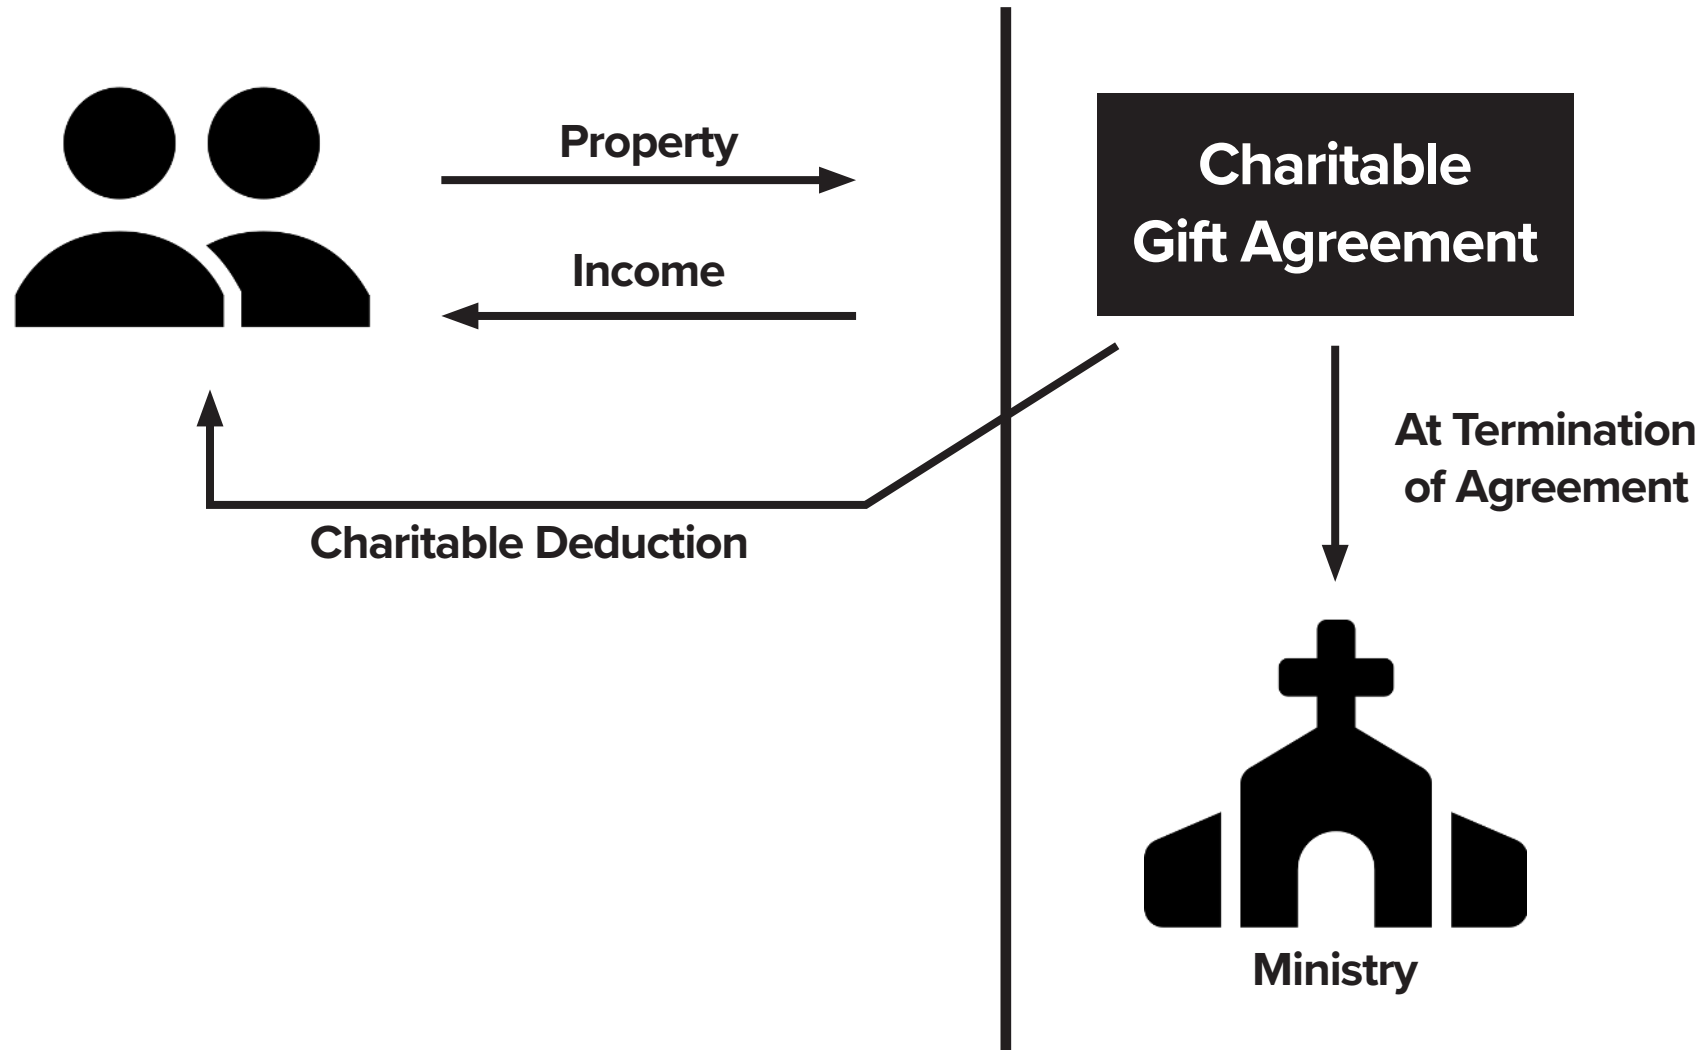 Property
Income
Charitable Deduction
Charitable
Gift Agreement
At Termination
of Agreement
Ministry